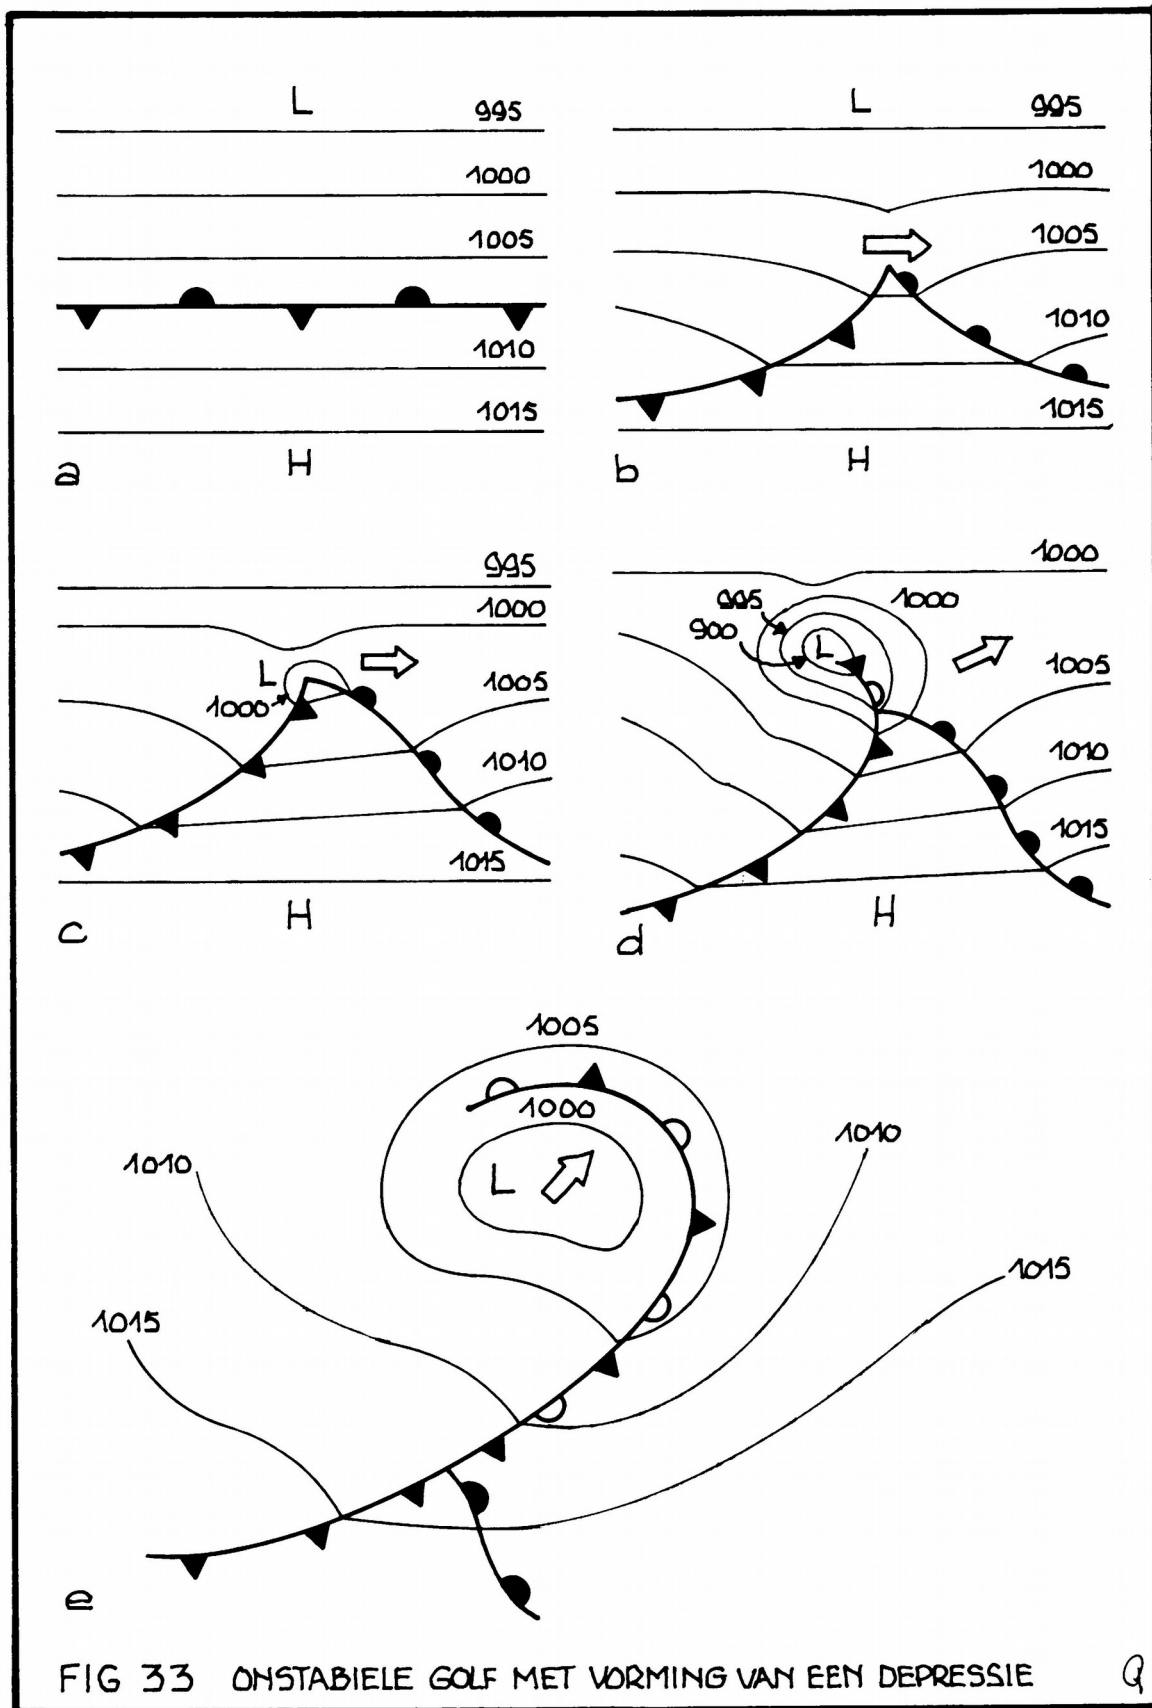 L 995
1000
1005
1010
1015
a H
L 995
1000
1005
1010
1015
b H
995
1000
L
1000
1005
1010
1015
c H
1000
995 1000
900 L
1005
1010
1015
d H
1005
1000
1010 L 1010
1015
1015
e
FIG 33 ONSTABIELE GOLF MET VORMING VAN EEN DEPRESSIE Q